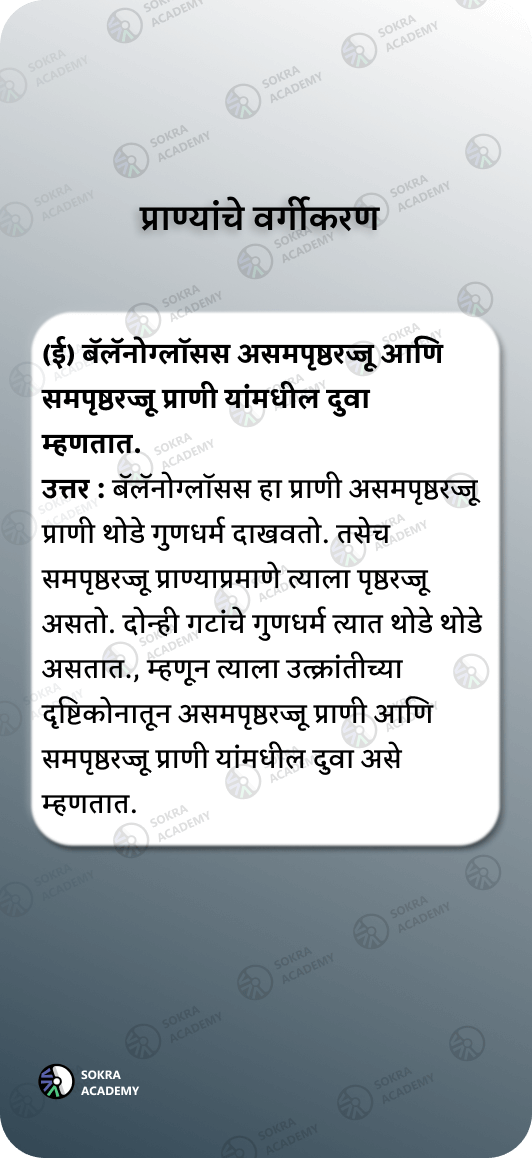 प्राण्यांचे वर्गीकरण
(ई) बॅलॅनोग्लॉसस असमपृष्ठरज्जू आणि
समपृष्ठरज्जू प्राणी यांमधील दुवा
म्हणतात.
उत्तर : बॅलॅनोग्लॉसस हा प्राणी असमपृष्ठरज्जू
प्राणी थोडे गुणधर्म दाखवतो. तसेच
समपृष्ठरज्जू प्राण्याप्रमाणे त्याला पृष्ठरज्जू
असतो. दोन्ही गटांचे गुणधर्म त्यात थोडे थोडे
असतात., म्हणून त्याला उत्क्रांतीच्या
दृष्टिकोनातून असमपृष्ठरज्जू प्राणी आणि
समपृष्ठरज्जू प्राणी यांमधील दुवा असे
म्हणतात.
SOKRA
ACADEMY